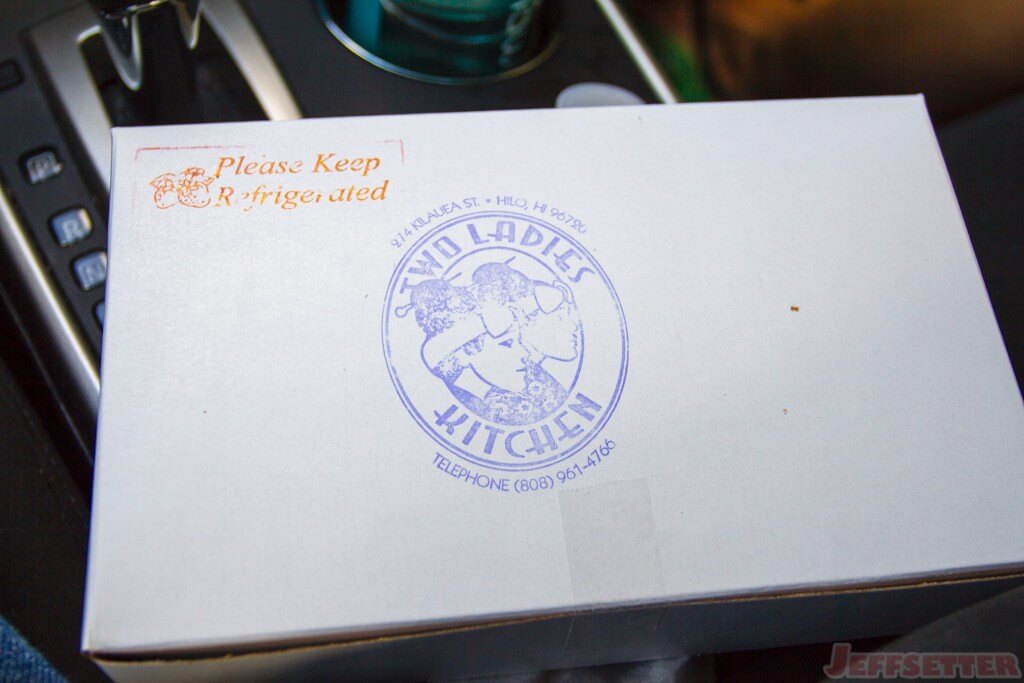 Please Keep
Refrigerated
274 KILAUEA ST. • HILO, HI 96720
TWO LADIES
KITCHEN
TELEPHONE (808) 961-4766
R
N
JEFFSETTER